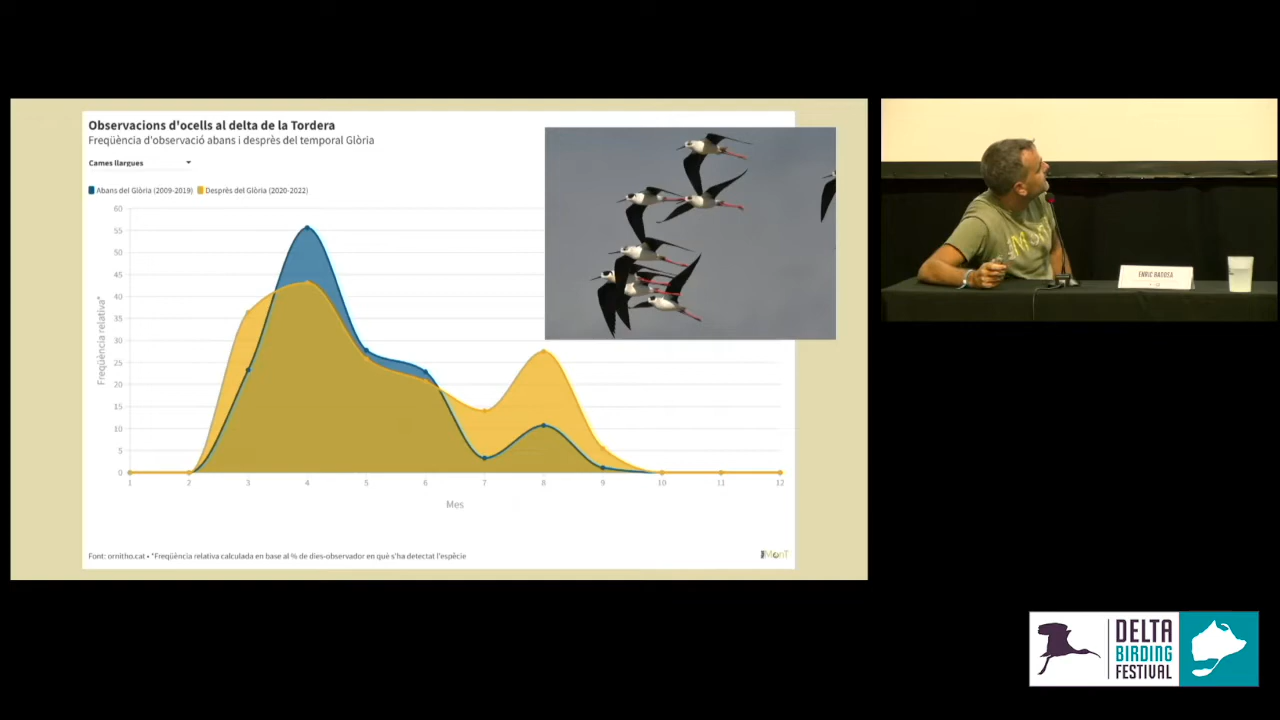 Observacions d'ocells al delta de la Tordera
Freqüència d'observació abans i desprès del temporal Glòria
Cames llargues
Abans del Glòria (2009-2019) Desprès del Glòria (2020-2022)
Freqüència relativa*
60
55
50
45
40
35
30
25
20
15
10
5
0
1 2 3 4 5 6 7 8 9 10 11 12
Mes
Font: ornitho.cat • *Freqüència relativa calculada en base al % de dies-observador en què s'ha detectat l'espècie
MonT
ENRIC BADOSA
DELTA
BIRDING
FESTIVAL